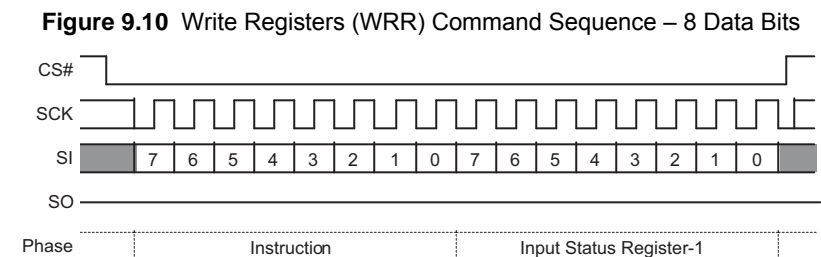 Figure 9.10 Write Registers (WRR) Command Sequence – 8 Data Bits
CS#
SCK
SI 7 6 5 4 3 2 1 0 7 6 5 4 3 2 1 0
SO
Phase Instruction Input Status Register-1